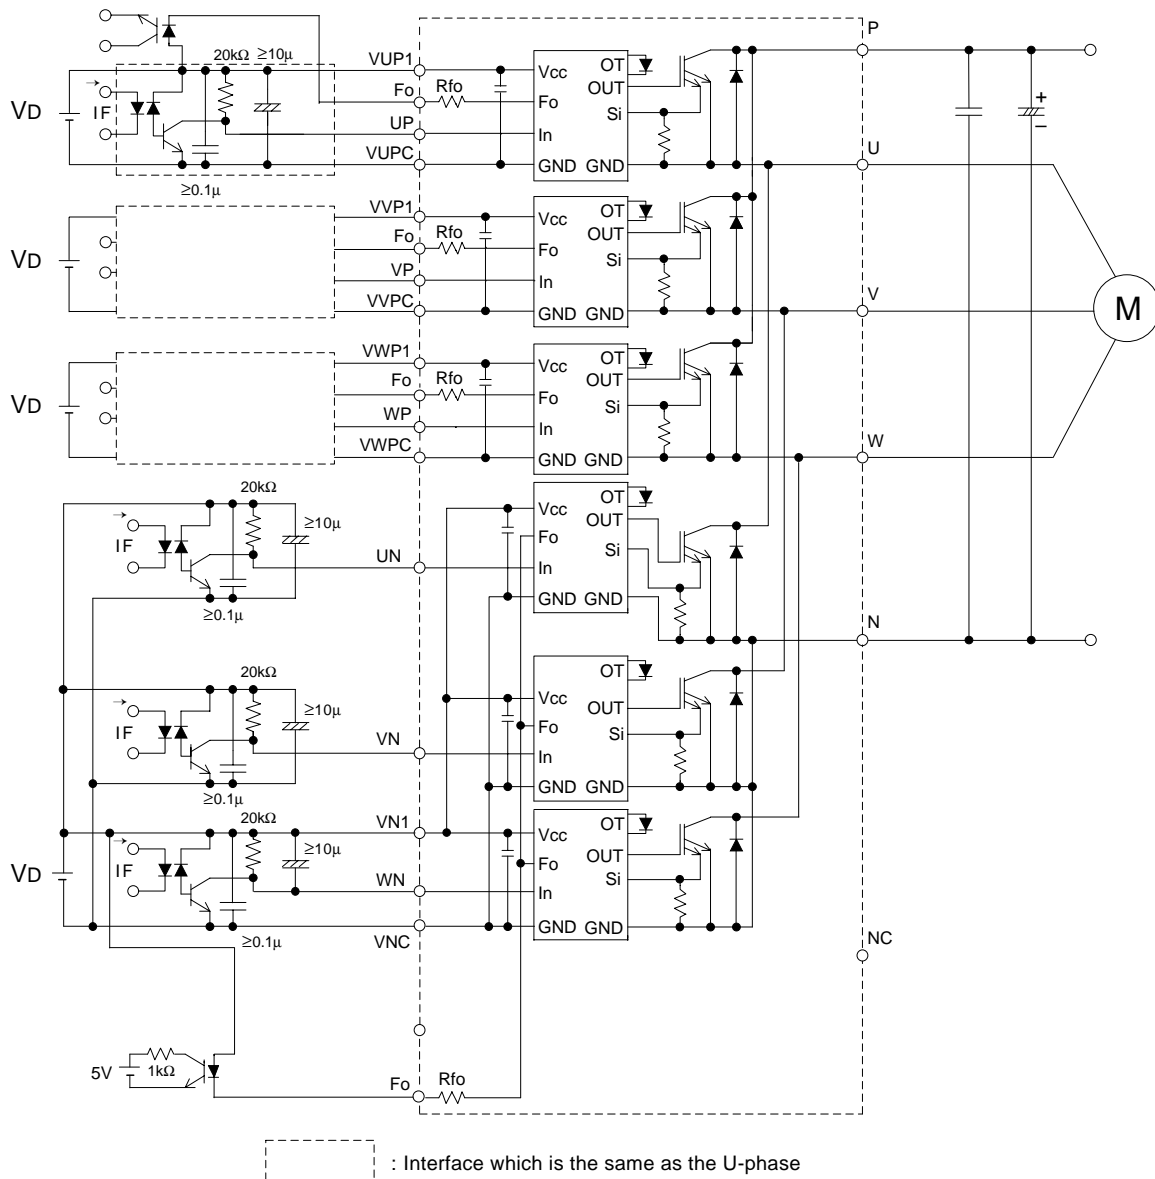 P
20kΩ ≥10μ
VUP1
OT
Vcc
Fo Rfo
OUT
VD
IF
Fo
Si
UP
In
+
–
VUPC
GND GND
U
≥0.1μ
VVP1
OT
Vcc
Fo Rfo
OUT
VD
Fo
Si
VP
In
VVPC
GND GND
V
M
VWP1
OT
Vcc
Fo Rfo
OUT
VD
Fo
Si
WP
In
VWPC
GND GND
W
20kΩ
≥10μ
OT
Vcc
OUT
IF
Fo
Si
UN
In
≥0.1μ
GND GND
N
20kΩ
≥10μ
OT
Vcc
OUT
IF
Fo
Si
VN
In
≥0.1μ
GND GND
20kΩ
VN1
OT
Vcc
≥10μ
OUT
VD
IF
Fo
Si
WN
In
GND GND
≥0.1μ
VNC
NC
5V
1kΩ
Fo Rfo
: Interface which is the same as the U-phase